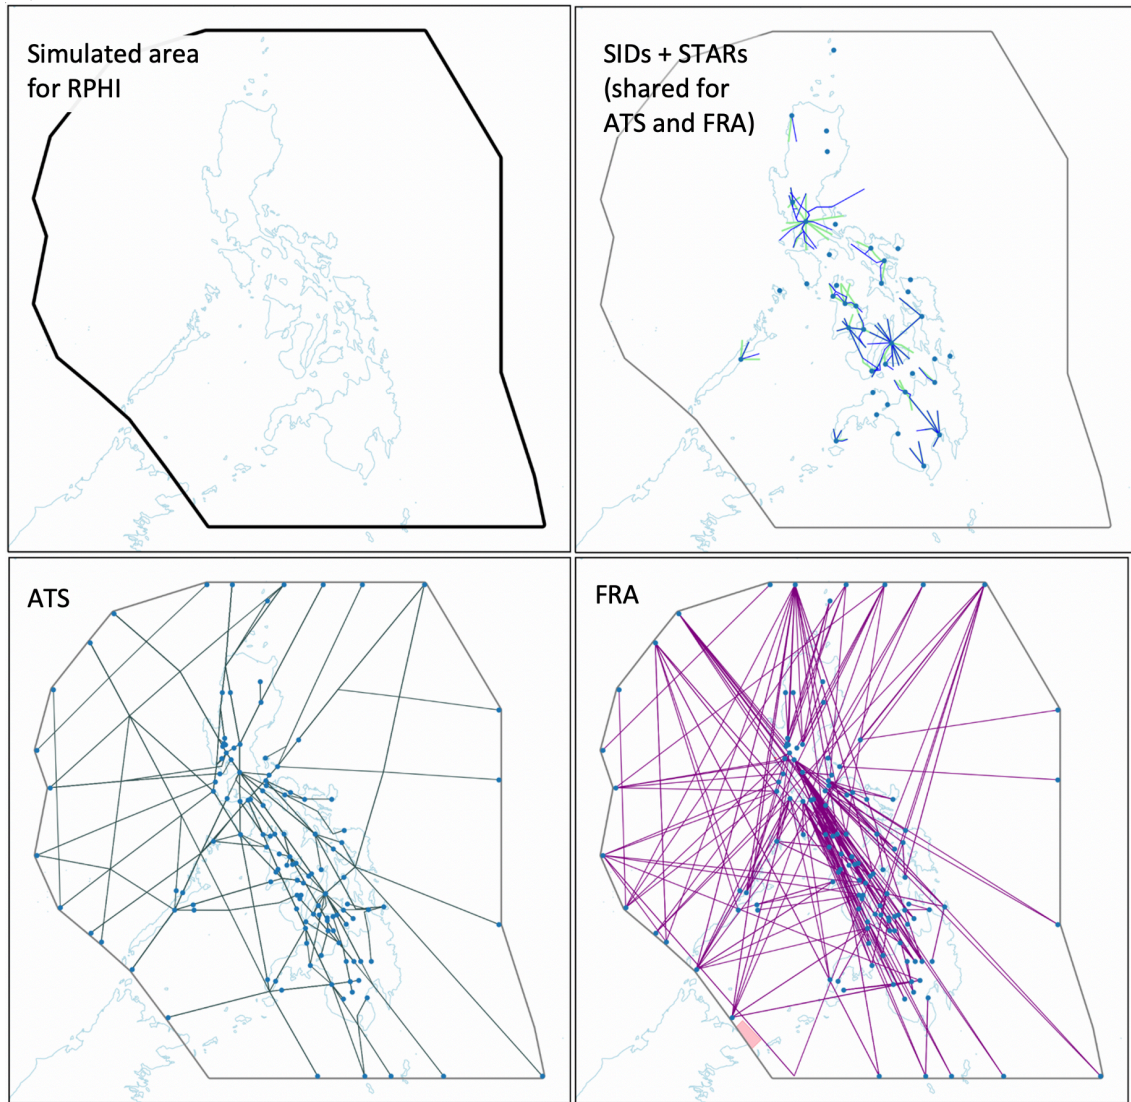 Simulated area
for RPHI
SIDs + STARs
(shared for
ATS and FRA)
ATS
FRA